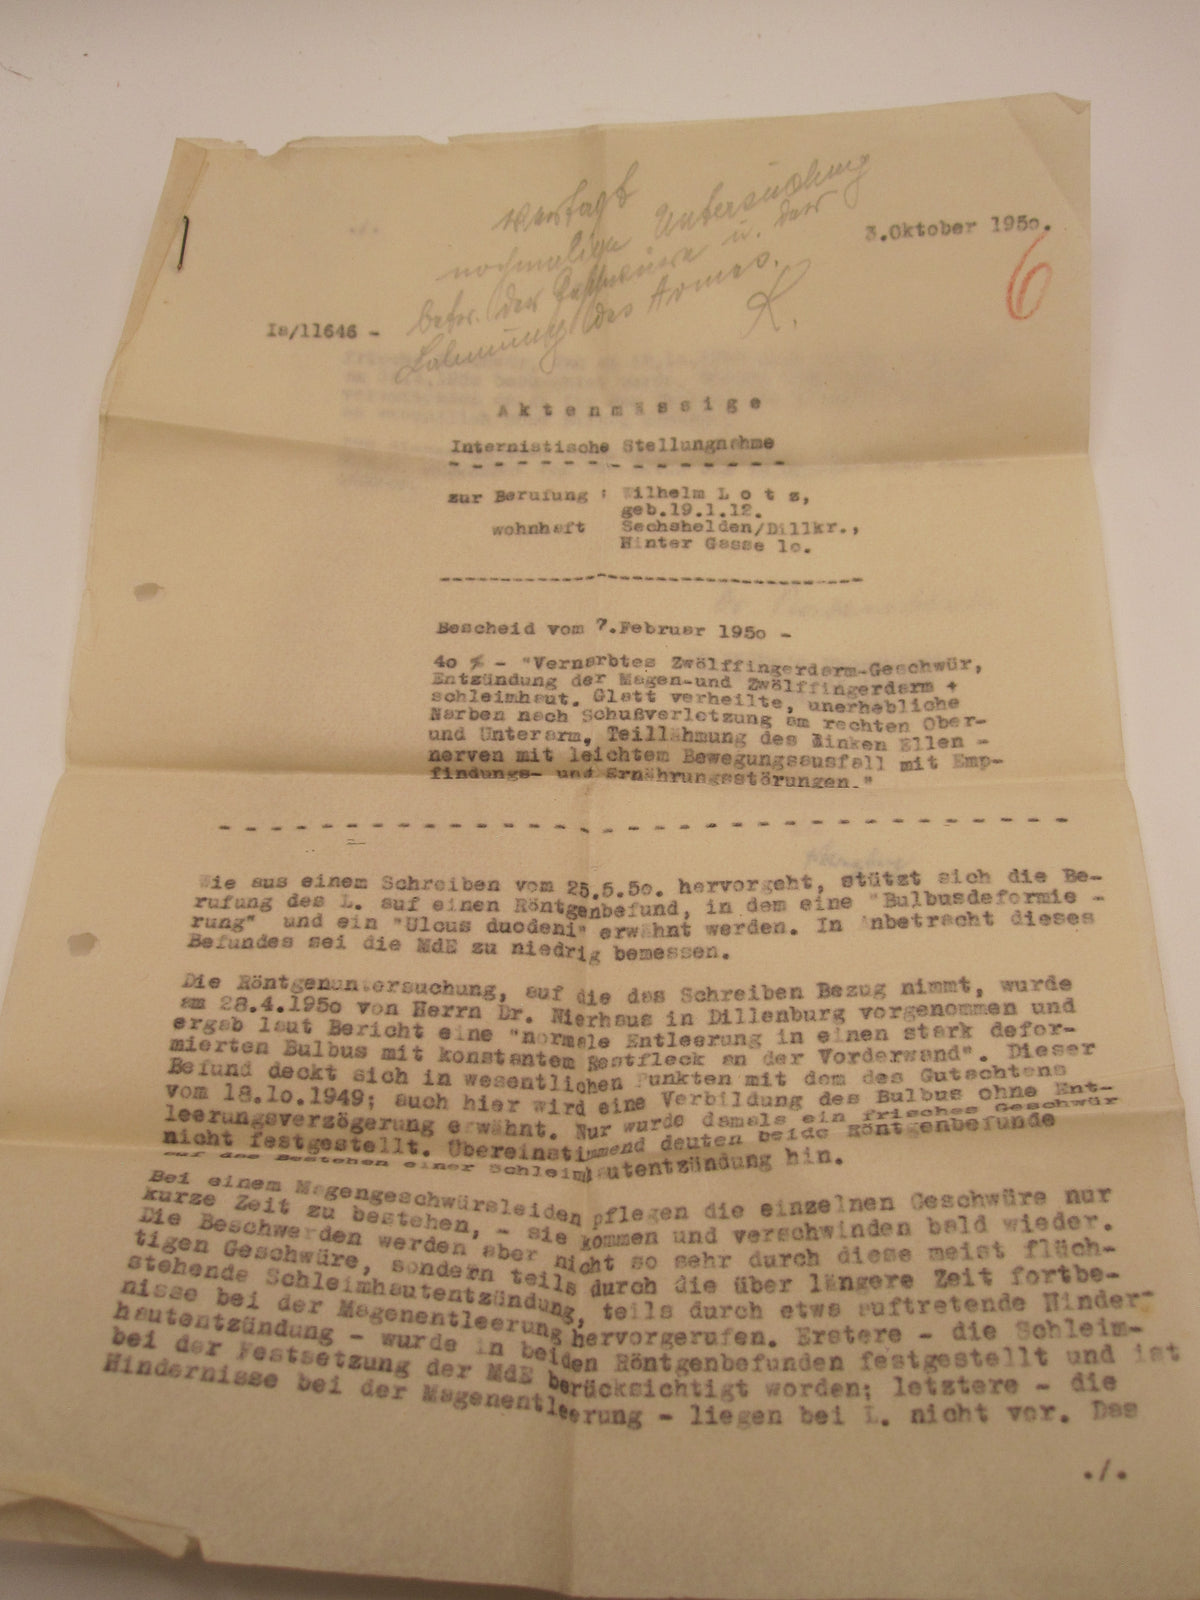 vertagt
nochmalige Untersuchung
betr. der Geschwüre u. der
Lähmung des Armes.
K.
3.Oktober 195o.
6
Ia/11646 -
Aktenmässige
Internistische Stellungnahme
zur Berufung : Wilhelm L o t z,
geb.19.1.12.
wohnhaft Sechshelden/Dillkr.,
Hinter Gasse 1o.
Bescheid vom 7.Februar 195o -
4o % - "Vernarbtes Zwölffingerdarm-Geschwür,
Entzündung der Magen-und Zwölffingerdarm +
schleimhaut. Glatt verheilte, unerhebliche
Narben nach Schußverletzung am rechten Ober-
und Unterarm, Teillähmung des linken Ellen -
nerven mit leichtem Bewegungsausfall mit Emp-
findungs- und Ernährungsstörungen."
Wie aus einem Schreiben vom 25.5.5o. hervorgeht, stützt sich die Be-
rufung des L. auf einen Röntgenbefund, in dem eine "Bulbusdeformie -
rung" und ein "Ulcus duodeni" erwähnt werden. In Anbetracht dieses
Befundes sei die MdE zu niedrig bemessen.
Die Röntgenuntersuchung, auf die das Schreiben Bezug nimmt, wurde
am 28.4.195o von Herrn Dr. Nierhaus in Dillenburg vorgenommen und
ergab laut Bericht eine "normale Entleerung in einen stark defor-
mierten Bulbus mit konstantem Restfleck an der Vorderwand". Dieser
Befund deckt sich in wesentlichen Punkten mit dem des Gutachtens
vom 18.1o.1949; auch hier wird eine Verbildung des Bulbus ohne Ent-
leerungsverzögerung erwähnt. Nur wurde damals ein frisches Geschwür
nicht festgestellt. Übereinstimmend deuten beide Röntgenbefunde
auf das Bestehen einer Schleimhautentzündung hin.
Bei einem Magengeschwürsleiden pflegen die einzelnen Geschwüre nur
kurze Zeit zu bestehen, - sie kommen und verschwinden bald wieder.
Die Beschwerden werden aber nicht so sehr durch diese meist flüch-
tigen Geschwüre, sondern teils durch die über längere Zeit fortbe-
stehende Schleimhautentzündung, teils durch etwa auftretende Hinder-
nisse bei der Magenentleerung hervorgerufen. Erstere - die Schleim-
hautentzündung - wurde in beiden Röntgenbefunden festgestellt und ist
bei der Festsetzung der MdE berücksichtigt worden; letztere - die
Hindernisse bei der Magenentleerung - liegen bei L. nicht vor. Das
./.